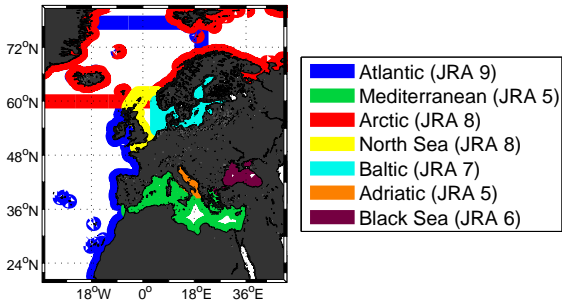 72°N
60°N
48°N
36°N
24°N
18°W 0° 18°E 36°E
Atlantic (JRA 9)
Mediterranean (JRA 5)
Arctic (JRA 8)
North Sea (JRA 8)
Baltic (JRA 7)
Adriatic (JRA 5)
Black Sea (JRA 6)